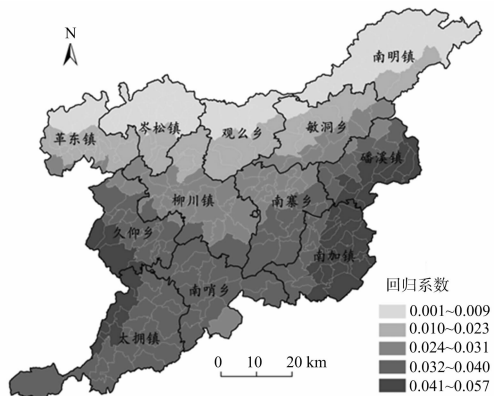 N
南明镇
岑松镇
观么乡
敏洞乡
革东镇
磻溪镇
柳川镇
南寨乡
久仰乡
南加镇
南哨乡
太拥镇
回归系数
0.001~0.009
0.010~0.023
0.024~0.031
0.032~0.040
0.041~0.057
0 10 20 km